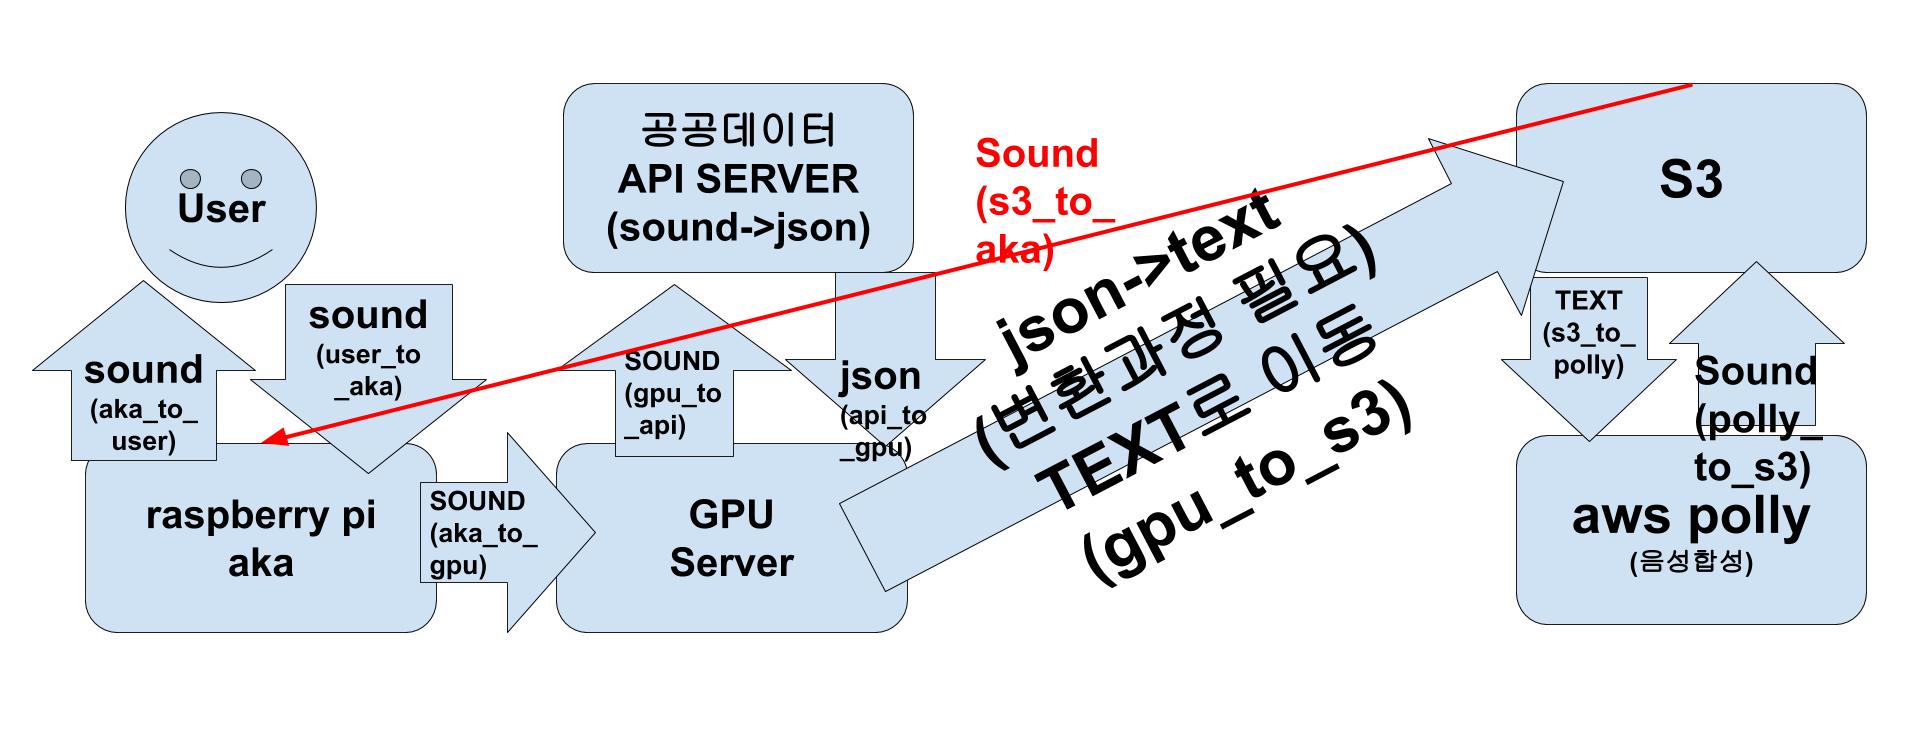 User
sound
(aka_to_
user)
sound
(user_to
_aka)
raspberry pi
aka
SOUND
(aka_to_
gpu)
공공데이터
API SERVER
(sound->json)
SOUND
(gpu_to
_api)
json
(api_to
_gpu)
GPU
Server
Sound
(s3_to_
aka)
json->text
(변환과정 필요)
TEXT로 이동
(gpu_to_s3)
S3
TEXT
(s3_to_
polly)
Sound
(polly_
to_s3)
aws polly
(음성합성)